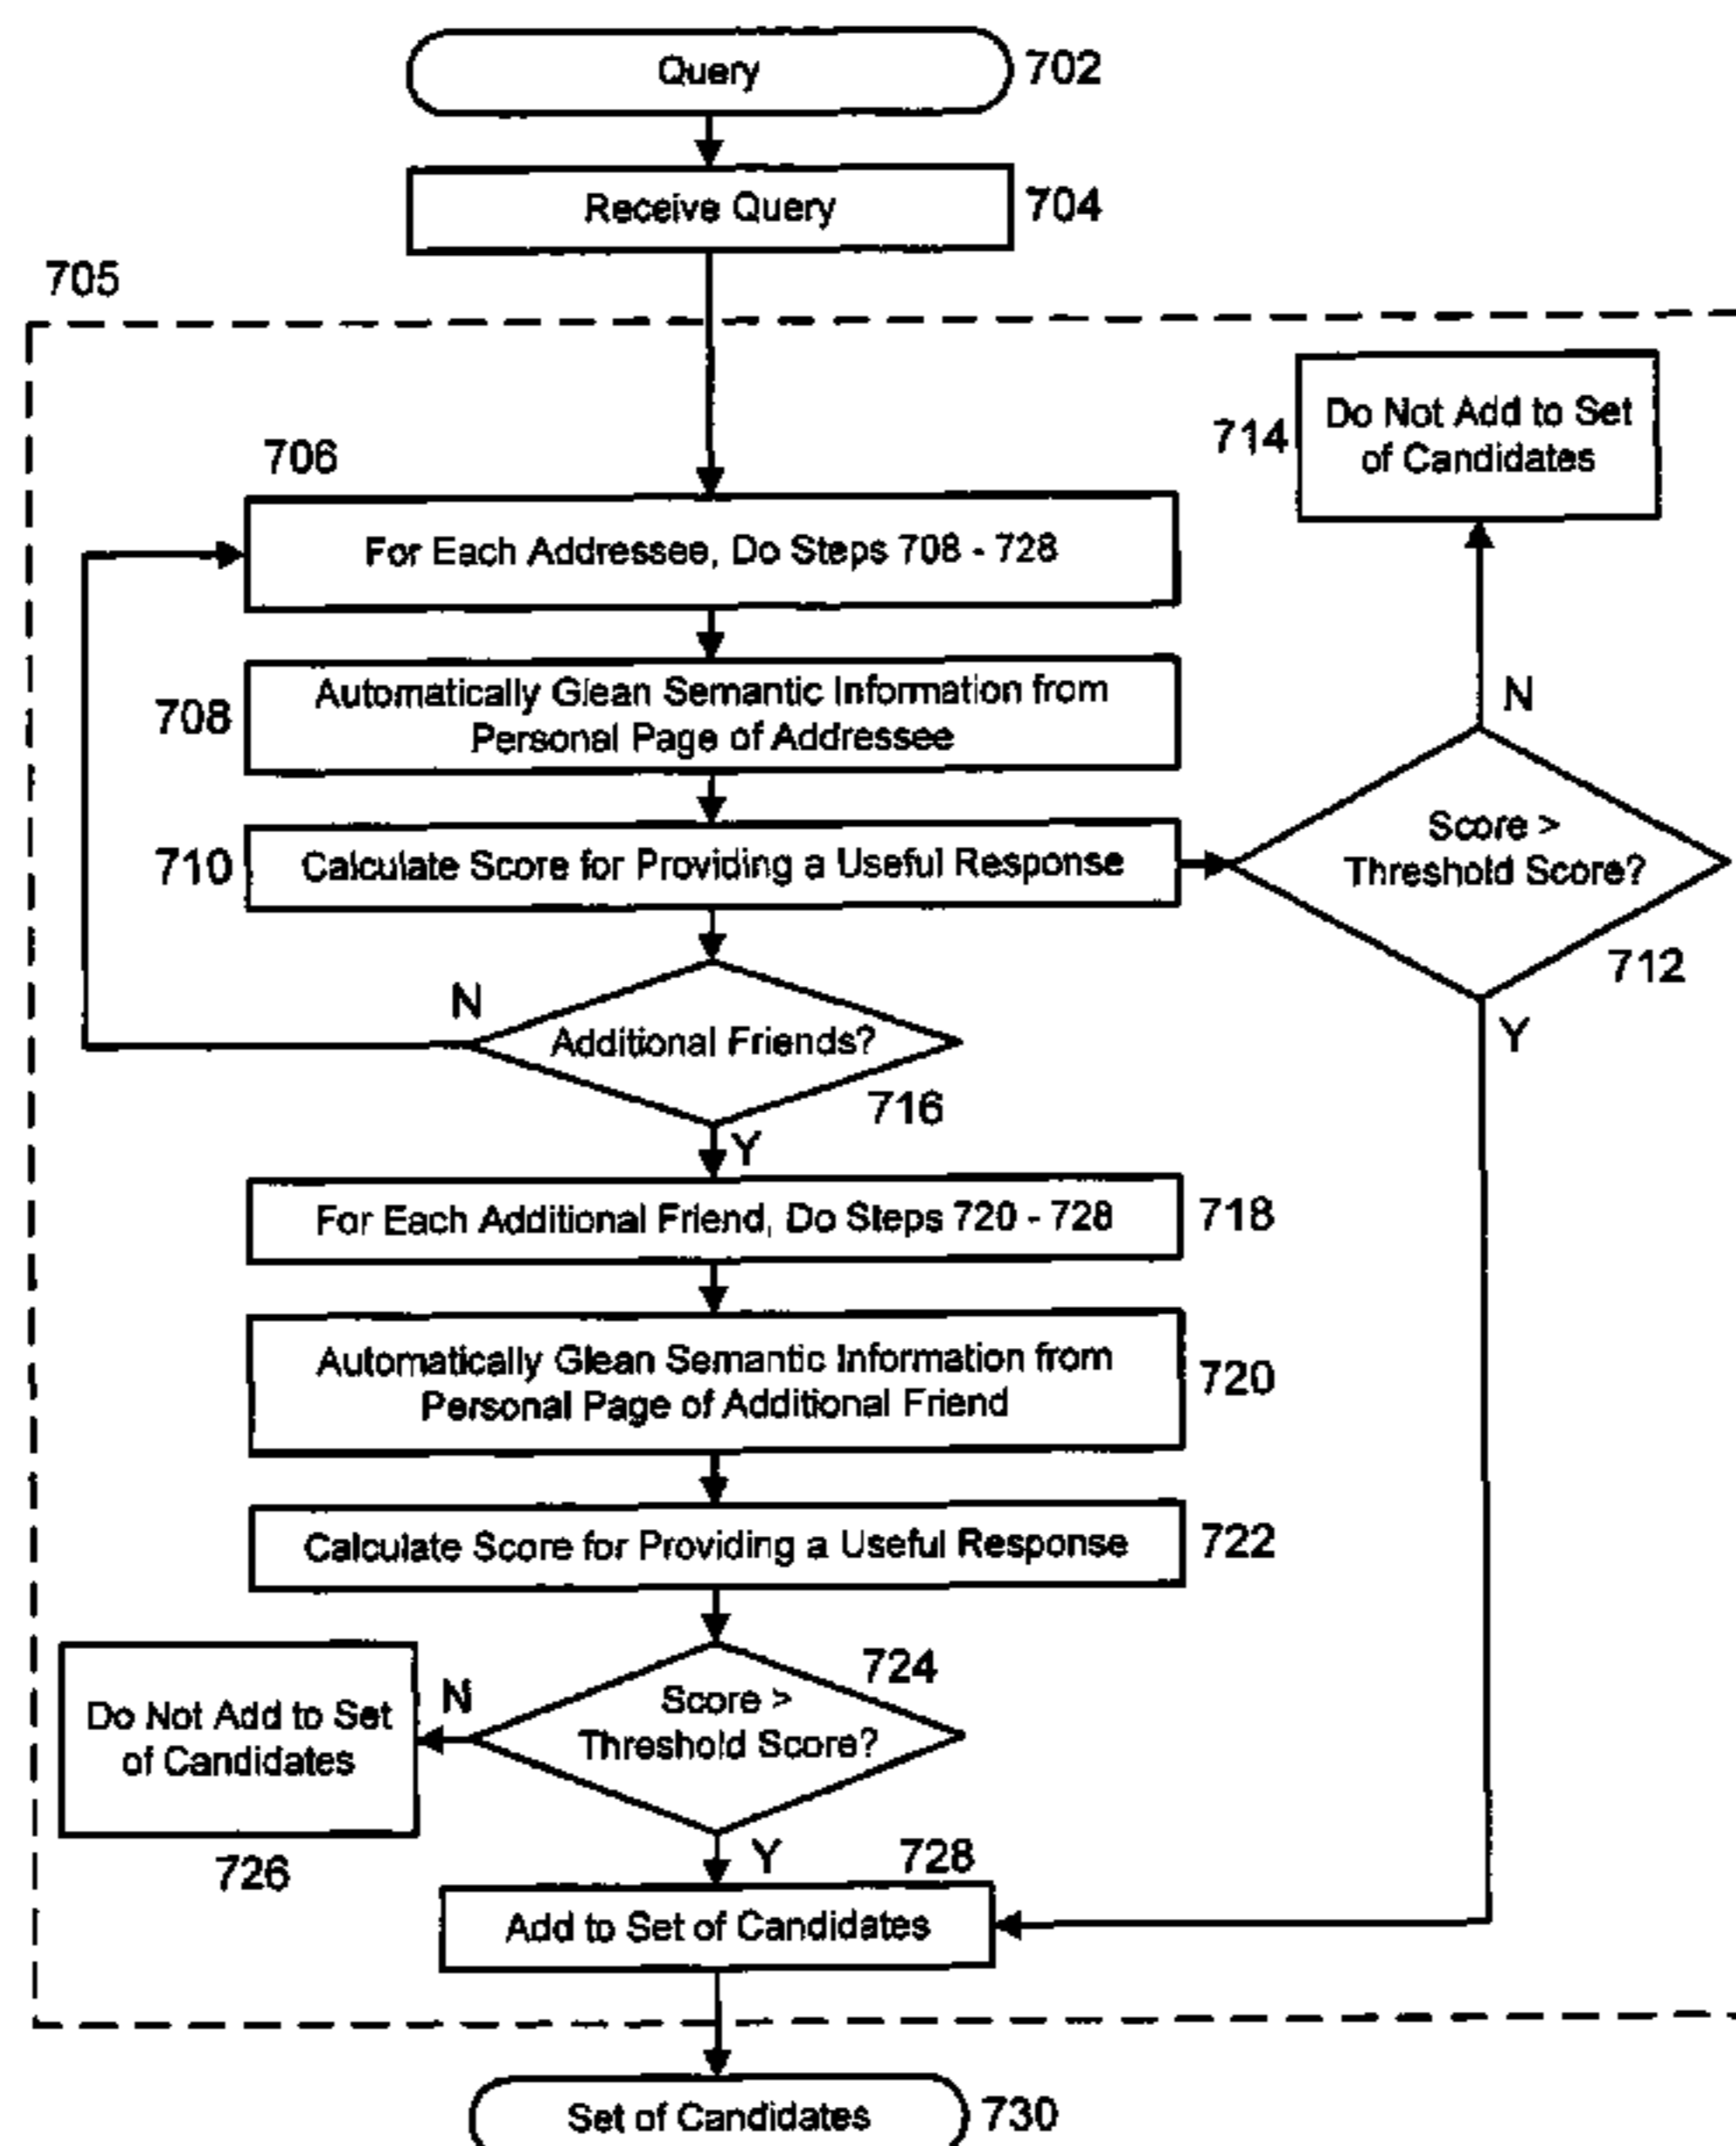 Query
702
Receive Query
704
705
706
For Each Addressee, Do Steps 708 - 728
714
Do Not Add to Set
of Candidates
708
Automatically Glean Semantic Information from
Personal Page of Addressee
N
710
Calculate Score for Providing a Useful Response
Score >
Threshold Score?
712
N
Additional Friends?
Y
716
Y
For Each Additional Friend, Do Steps 720 - 728
718
Automatically Glean Semantic Information from
Personal Page of Additional Friend
720
Calculate Score for Providing a Useful Response
722
724
Do Not Add to Set
of Candidates
N
Score >
Threshold Score?
726
Y
728
Add to Set of Candidates
Set of Candidates
730